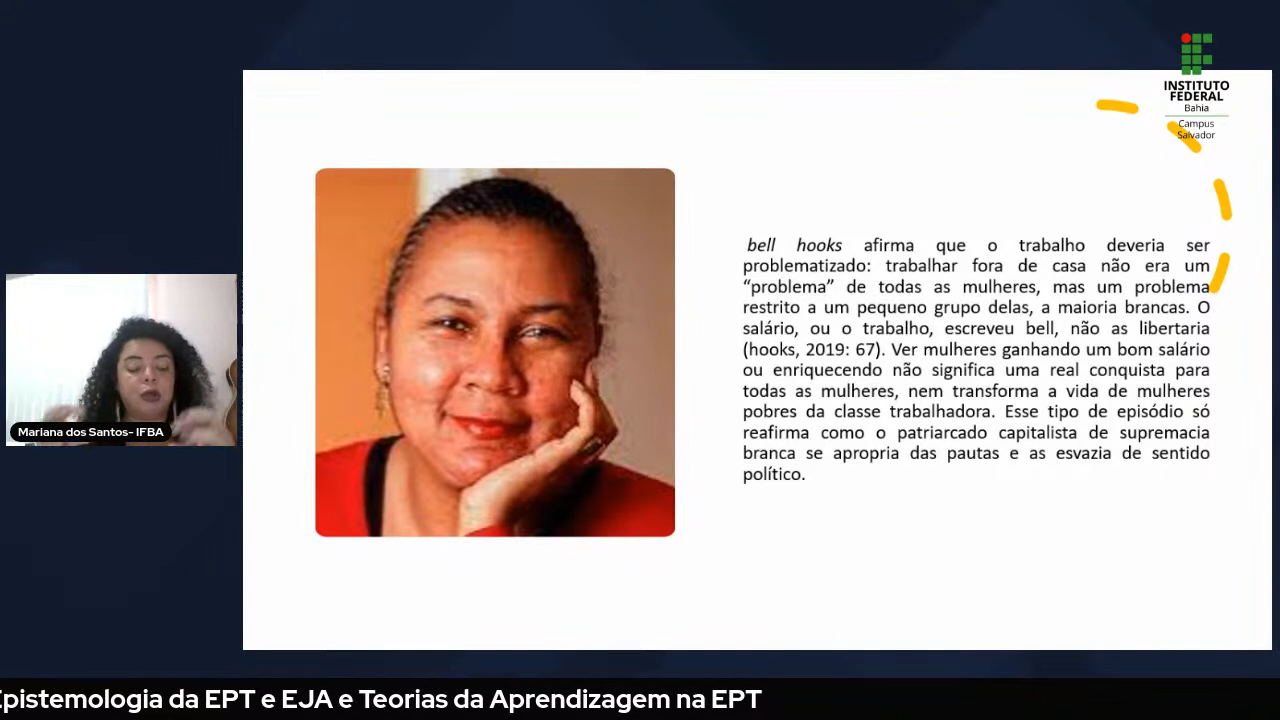 INSTITUTO
FEDERAL
Bahia
Campus
Salvador
bell hooks afirma que o trabalho deveria ser
problematizado: trabalhar fora de casa não era um
“problema” de todas as mulheres, mas um problema
restrito a um pequeno grupo delas, a maioria brancas. O
salário, ou o trabalho, escreveu bell, não as libertaria
(hooks, 2019: 67). Ver mulheres ganhando um bom salário
ou enriquecendo não significa uma real conquista para
todas as mulheres, nem transforma a vida de mulheres
pobres da classe trabalhadora. Esse tipo de episódio só
reafirma como o patriarcado capitalista de supremacia
branca se apropria das pautas e as esvazia de sentido
político.
Mariana dos Santos- IFBA
Epistemologia da EPT e EJA e Teorias da Aprendizagem na EPT